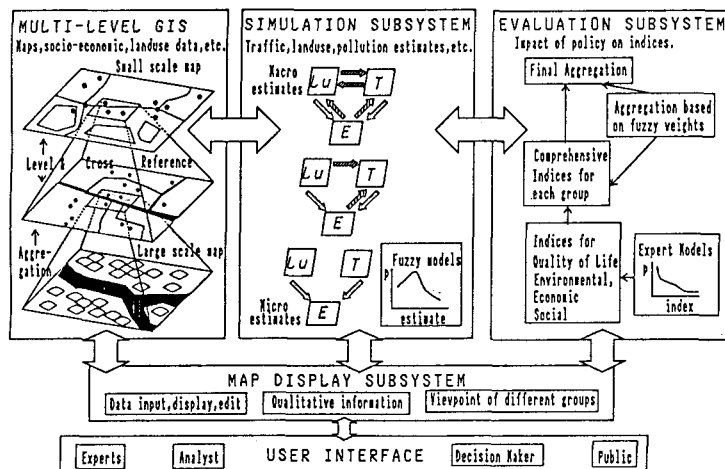 MULTI-LEVEL GIS
Maps,socio-economic,landuse data,etc.
Small scale map
Level &
Cross
Reference
Aggre-
gation
Large scale map
SIMULATION SUBSYSTEM
Traffic,landuse,pollution estimates,etc.
Macro
estimates
Lu
T
E
Lu
T
E
Lu
T
E
Micro
estimates
Fuzzy models
P
estimate
EVALUATION SUBSYSTEM
Impact of policy on indices.
Final Aggregation
Aggregation based
on fuzzy weights
Comprehensive
Indices for
each group
Indices for
Quality of Life
Environmental,
Economic
Social
Expert Models
P
index
MAP DISPLAY SUBSYSTEM
Data input,display,edit
Qualitative information
Viewpoint of different groups
Experts
Analyst
USER INTERFACE
Decision Maker
Public